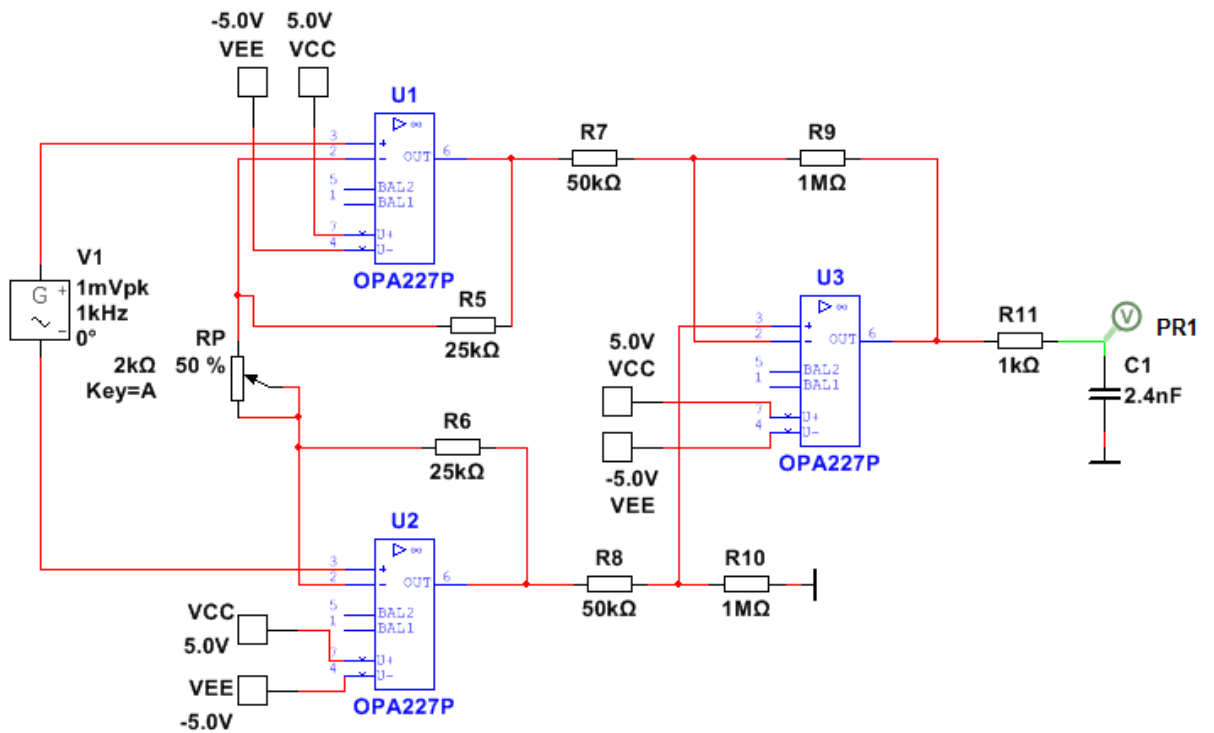 -5.0V 5.0V
VEE VCC
U1
3
2
+
-
OUT
6
5
1
BAL2
BAL1
7
4
U+
U-
OPA227P
R7
50kΩ
R9
1MΩ
V1
1mVpk
1kHz
0°
G
+
-
R5
25kΩ
RP
2kΩ 50 %
Key=A
R6
25kΩ
U3
3
2
+
-
OUT
6
5
1
BAL2
BAL1
7
4
U+
U-
OPA227P
5.0V
VCC
-5.0V
VEE
R11
1kΩ
V
PR1
C1
2.4nF
U2
3
2
+
-
OUT
6
5
1
BAL2
BAL1
7
4
U+
U-
OPA227P
VCC
5.0V
VEE
-5.0V
R8
50kΩ
R10
1MΩ